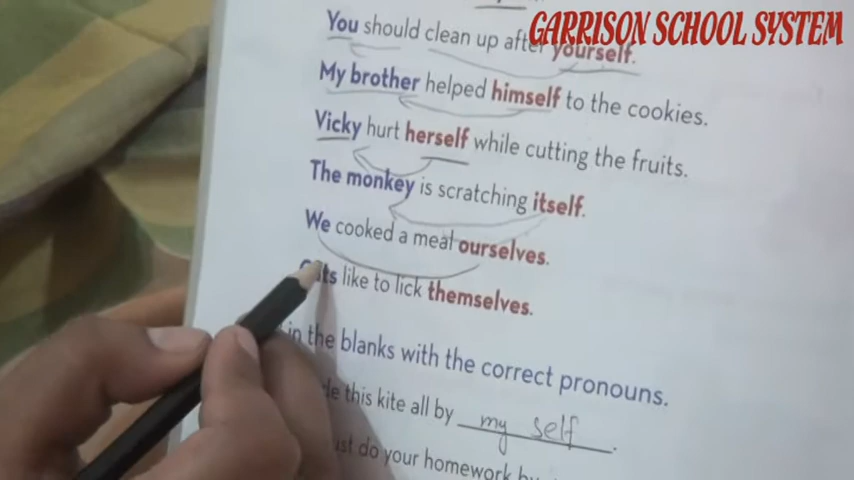 GARRISON SCHOOL SYSTEM
You should clean up after yourself.
My brother helped himself to the cookies.
Vicky hurt herself while cutting the fruits.
The monkey is scratching itself.
We cooked a meal ourselves.
Cats like to lick themselves.
in the blanks with the correct pronouns.
this kite all by my self.
do your homework